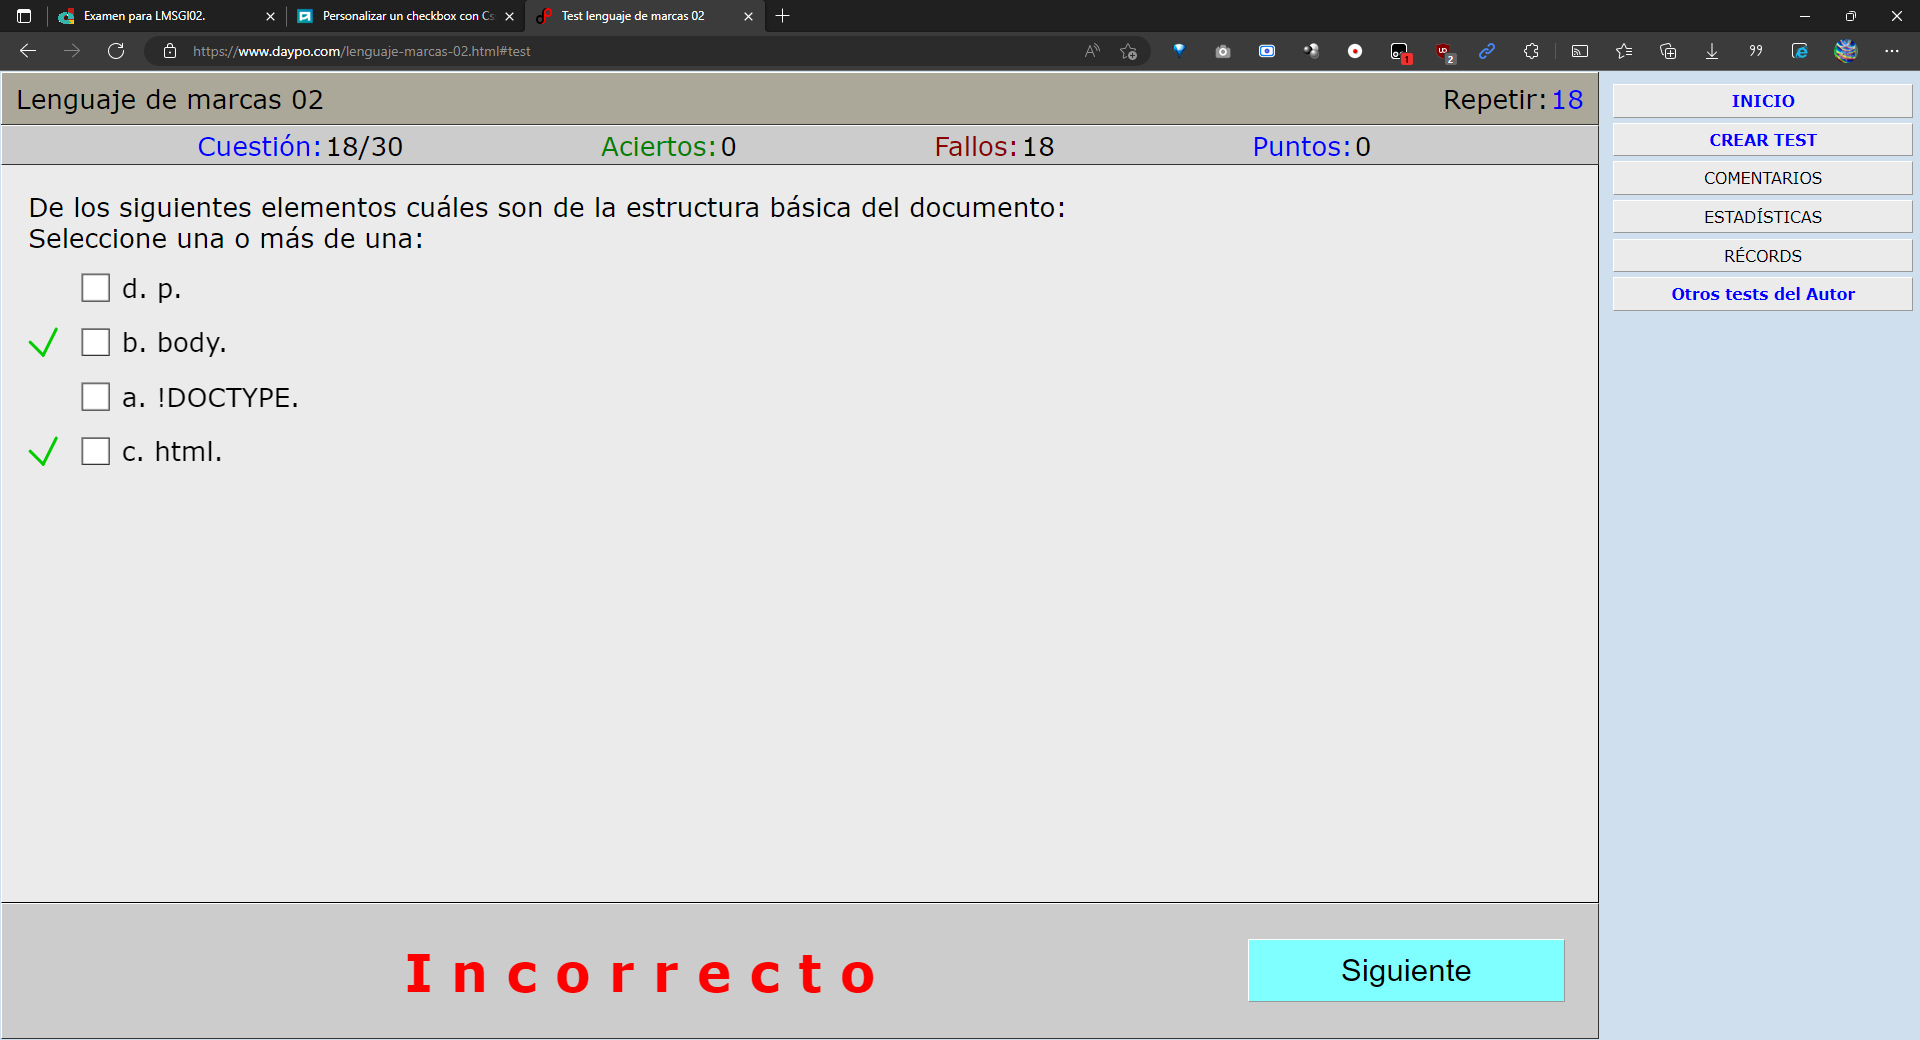 Examen para LMSGI02.
Personalizar un checkbox con Cs
Test lenguaje de marcas 02
https://www.daypo.com/lenguaje-marcas-02.html#test
1
2
Lenguaje de marcas 02
Repetir: 18
Cuestión: 18/30
Aciertos: 0
Fallos: 18
Puntos: 0
De los siguientes elementos cuáles son de la estructura básica del documento:
Seleccione una o más de una:
d. p.
b. body.
a. !DOCTYPE.
c. html.
Incorrecto
Siguiente
INICIO
CREAR TEST
COMENTARIOS
ESTADÍSTICAS
RÉCORDS
Otros tests del Autor